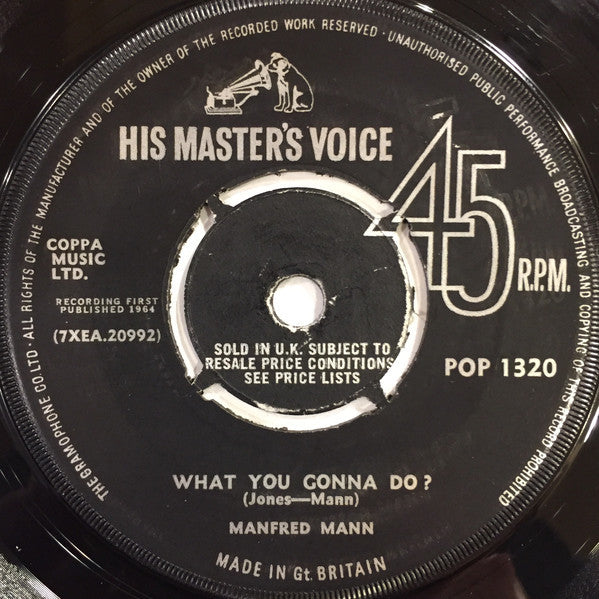 THE GRAMOPHONE CO LTD · ALL RIGHTS OF THE MANUFACTURER AND OF THE OWNER OF THE RECORDED WORK RESERVED · UNAUTHORISED PUBLIC PERFORMANCE BROADCASTING AND COPYING OF THIS RECORD PROHIBITED
HIS MASTER'S VOICE
45
R.P.M.
COPPA
MUSIC
LTD.
RECORDING FIRST
PUBLISHED 1964
(7XEA.20992)
SOLD IN U.K. SUBJECT TO
RESALE PRICE CONDITIONS
SEE PRICE LISTS
POP 1320
WHAT YOU GONNA DO?
(Jones—Mann)
MANFRED MANN
MADE IN Gt. BRITAIN